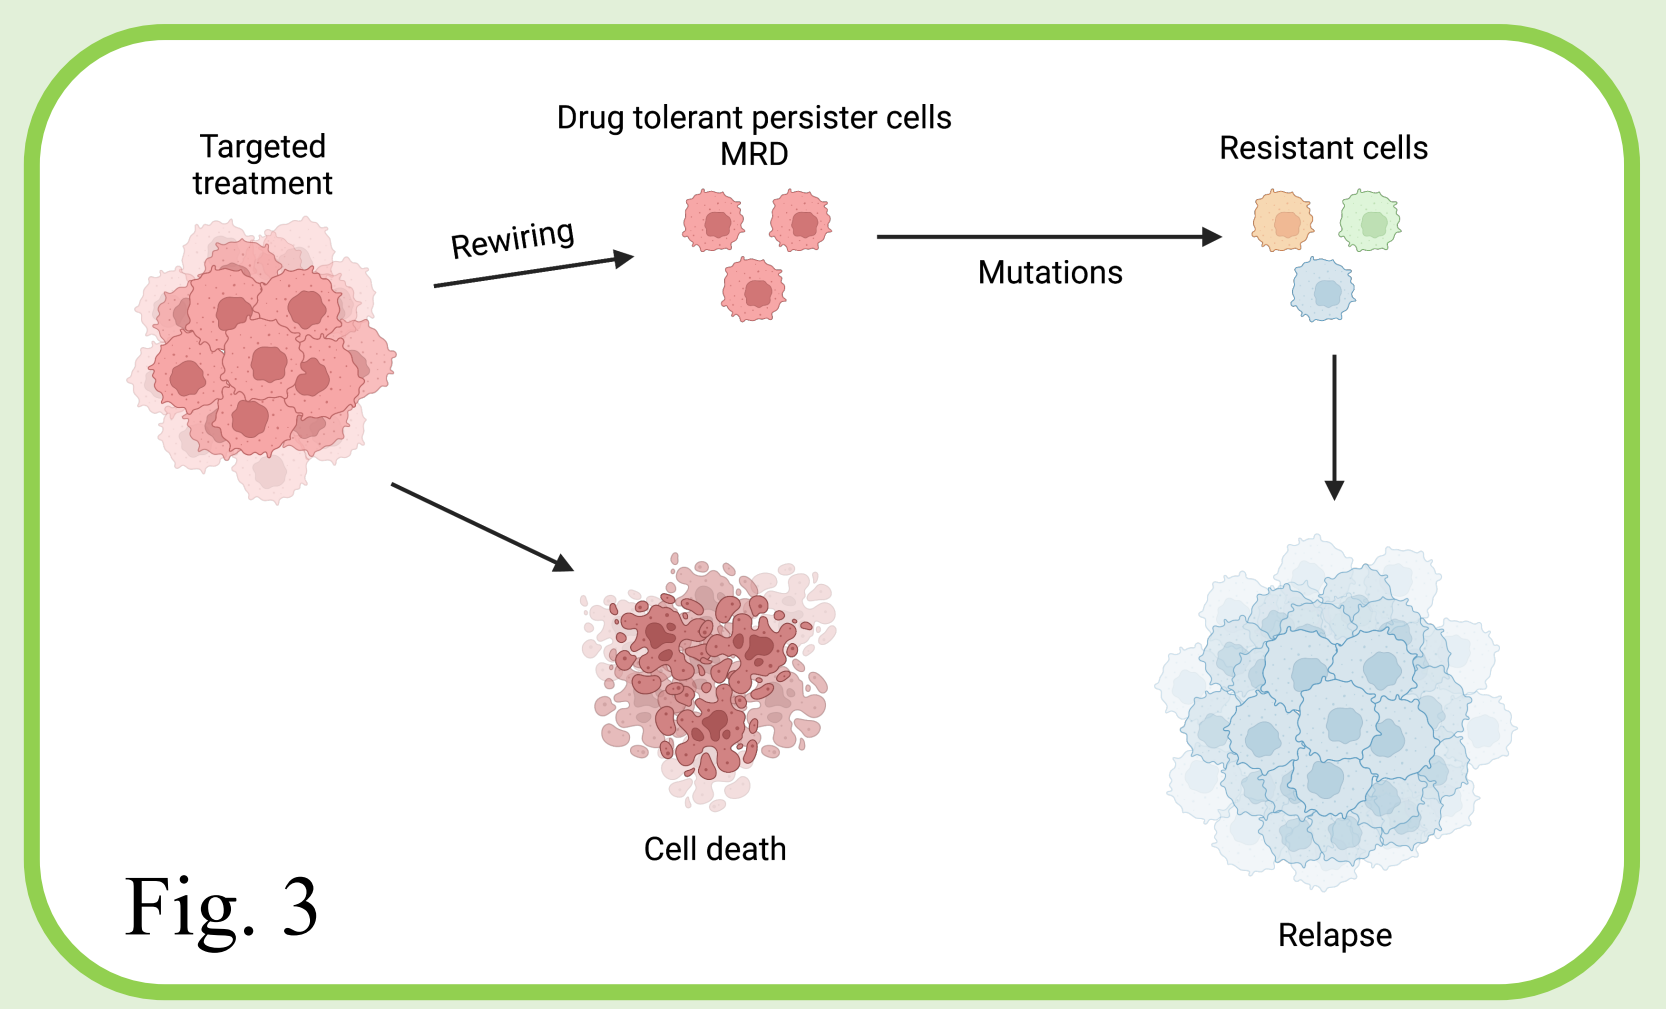 Targeted
treatment
Rewiring
Drug tolerant persister cells
MRD
Mutations
Resistant cells
Cell death
Relapse
Fig. 3